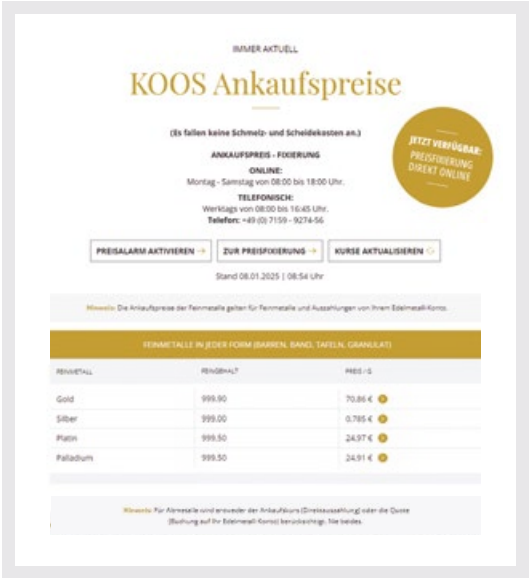 IMMER AKTUELL
KOOS Ankaufspreise
(Es fallen keine Schmelz- und Scheidekosten an.)
JETZT VERFÜGBAR:
PREISFIXIERUNG
DIREKT ONLINE
ANKAUFSPREIS - FIXIERUNG
ONLINE:
Montag - Samstag von 08:00 bis 18:00 Uhr.
TELEFONISCH:
Werktags von 08:00 bis 16:45 Uhr.
Telefon: +49 (0) 7159 - 9274-56
PREISALARM AKTIVIEREN → ZUR PREISFIXIERUNG → KURSE AKTUALISIEREN
Stand 08.01.2025 | 08:54 Uhr
Hinweis: Die Ankaufspreise der Feinmetalle gelten für Feinmetalle und Auszahlungen von Ihrem Edelmetall-Konto.
FEINMETALLE IN JEDER FORM (BARREN, BAND, TAFELN, GRANULAT)
FEINMETALL FEINGEHALT PREIS / G
Gold 999.90 70.86 €
Silber 999.00 0.785 €
Platin 999.50 24.97 €
Palladium 999.50 24.91 €
Hinweis: Für Altmetalle wird entweder der Ankaufskurs (Direktauszahlung) oder die Quote
(Buchung auf Ihr Edelmetall-Konto) berücksichtigt. Nie beides.